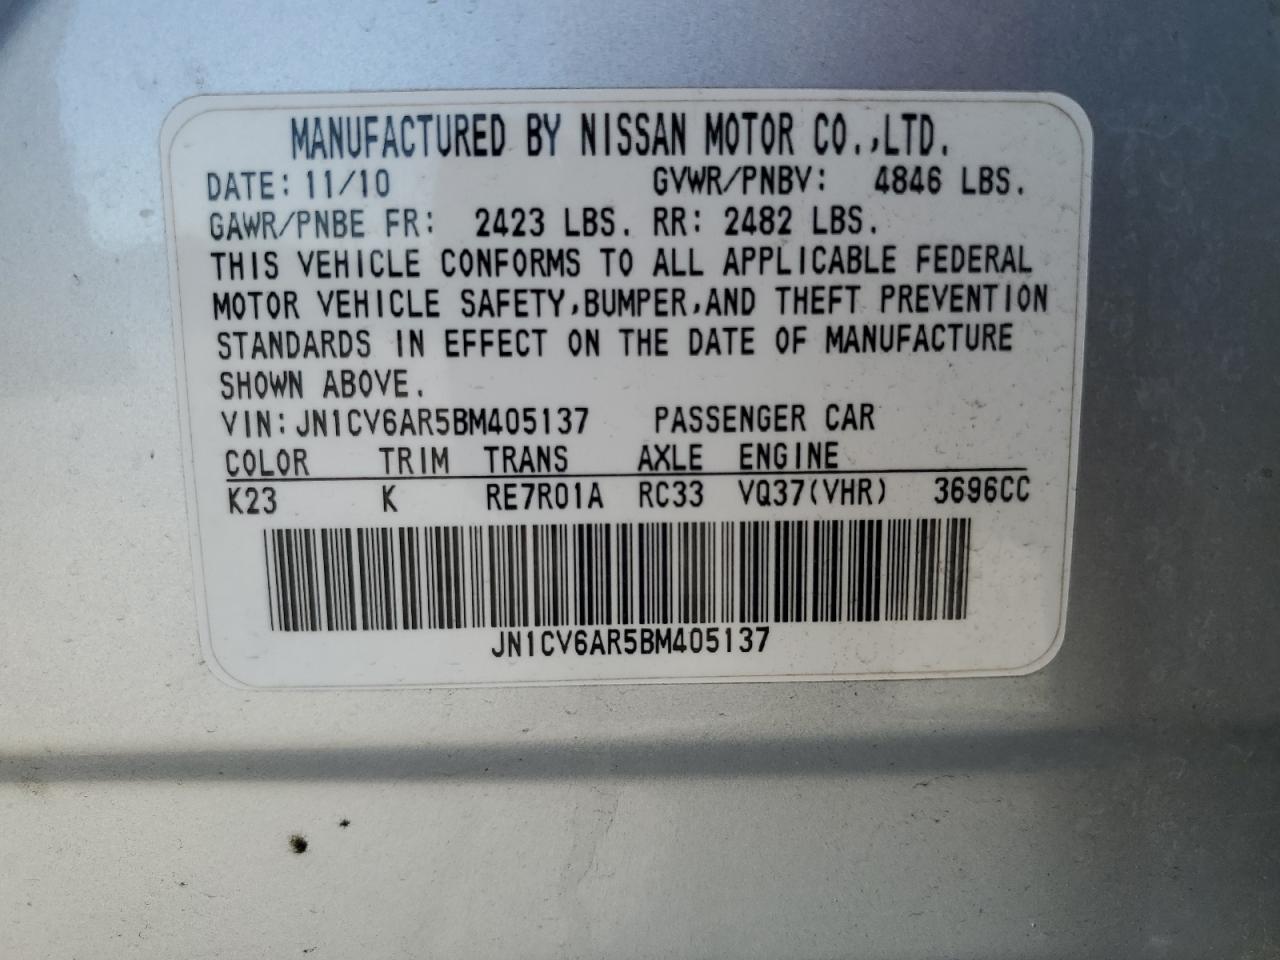 MANUFACTURED BY NISSAN MOTOR CO.,LTD.
DATE: 11/10 GVWR/PNBV: 4846 LBS.
GAWR/PNBE FR: 2423 LBS. RR: 2482 LBS.
THIS VEHICLE CONFORMS TO ALL APPLICABLE FEDERAL
MOTOR VEHICLE SAFETY,BUMPER,AND THEFT PREVENTION
STANDARDS IN EFFECT ON THE DATE OF MANUFACTURE
SHOWN ABOVE.
VIN:JN1CV6AR5BM405137 PASSENGER CAR
COLOR TRIM TRANS AXLE ENGINE
K23 K RE7R01A RC33 VQ37(VHR) 3696CC
JN1CV6AR5BM405137